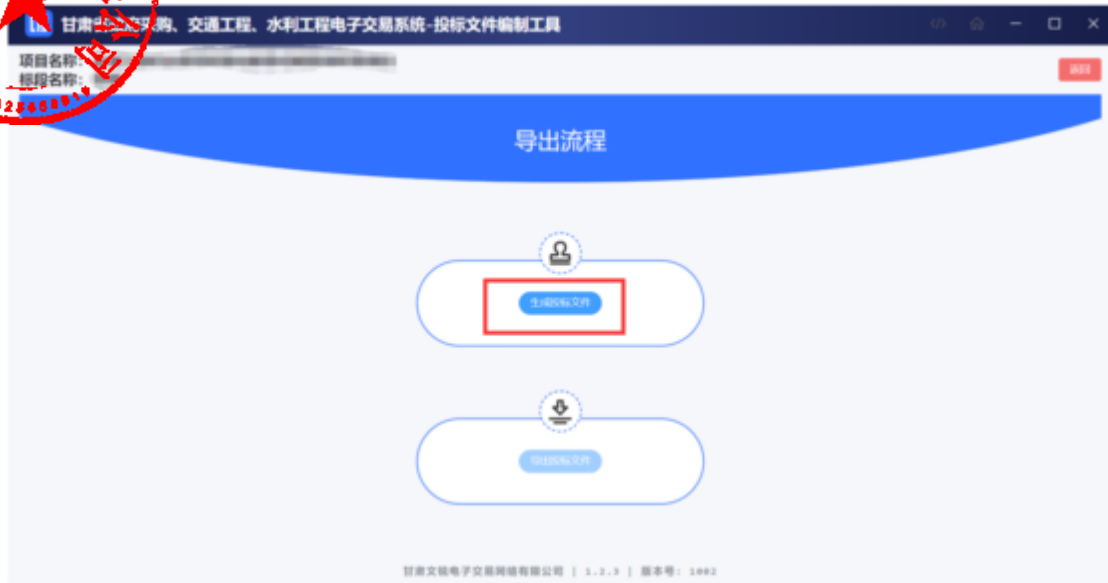 甘肃省政府采购、交通工程、水利工程电子交易系统-投标文件编制工具
项目名称:
标段名称:
返回
导出流程
生成投标文件
导出投标文件
甘肃文锐电子交易网络有限公司 | 1.2.3 | 版本号: 1002